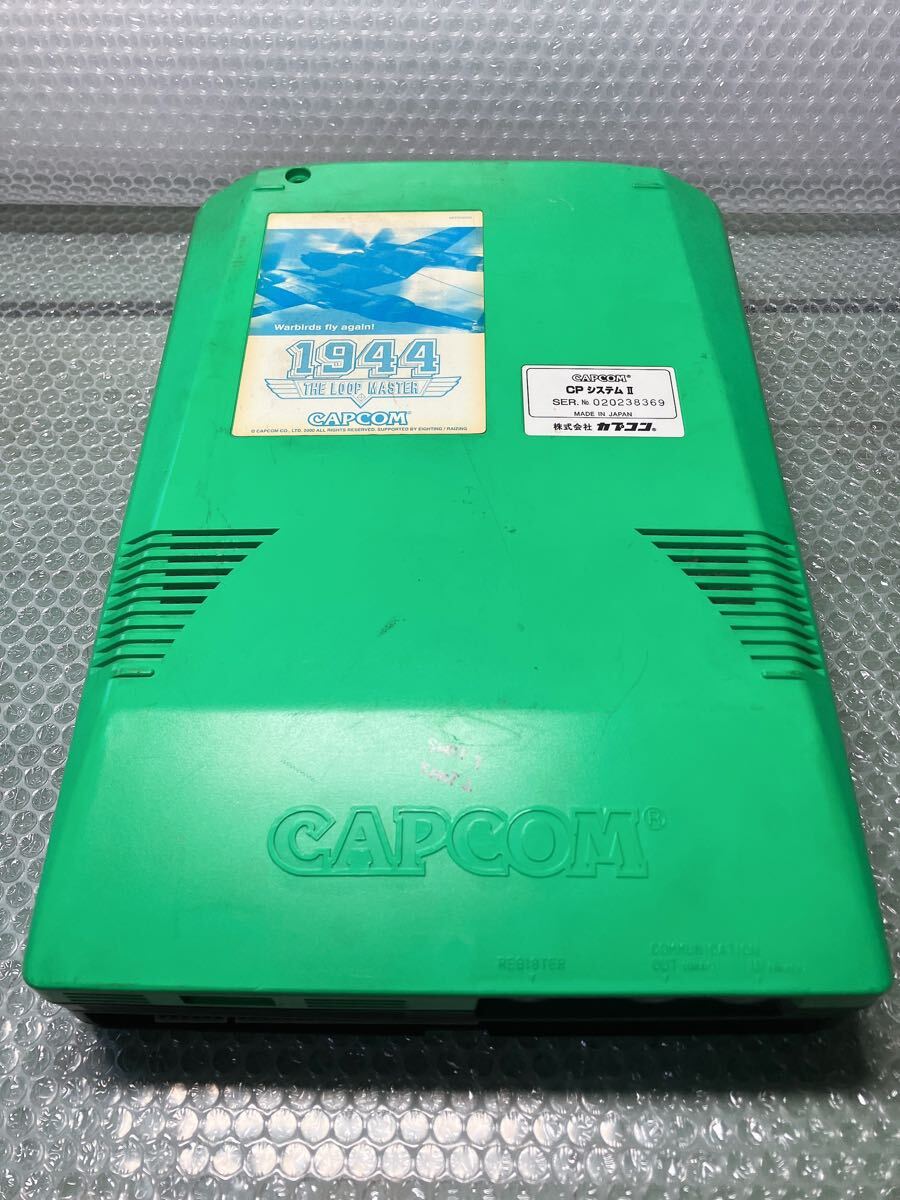 Warbirds fly again!
1944
THE LOOP MASTER
CAPCOM
© CAPCOM CO., LTD. 2000 ALL RIGHTS RESERVED. SUPPORTED BY EIGHTING / RAIZING
CAPCOM®
CP システム II
SER. № 020238369
MADE IN JAPAN
株式会社 カプコン®
CAPCOM®
REGISTER
COMMUNICATION
OUT